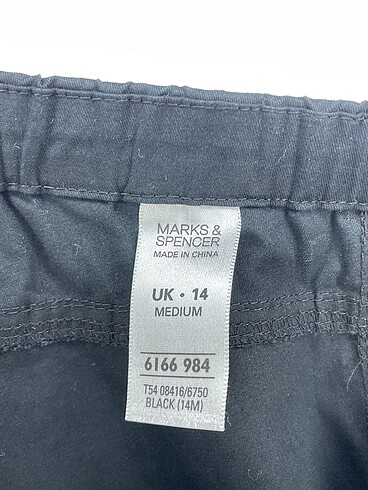 MARKS &
SPENCER
MADE IN CHINA
UK • 14
MEDIUM
6166 984
T54 08416/6750
BLACK (14M)